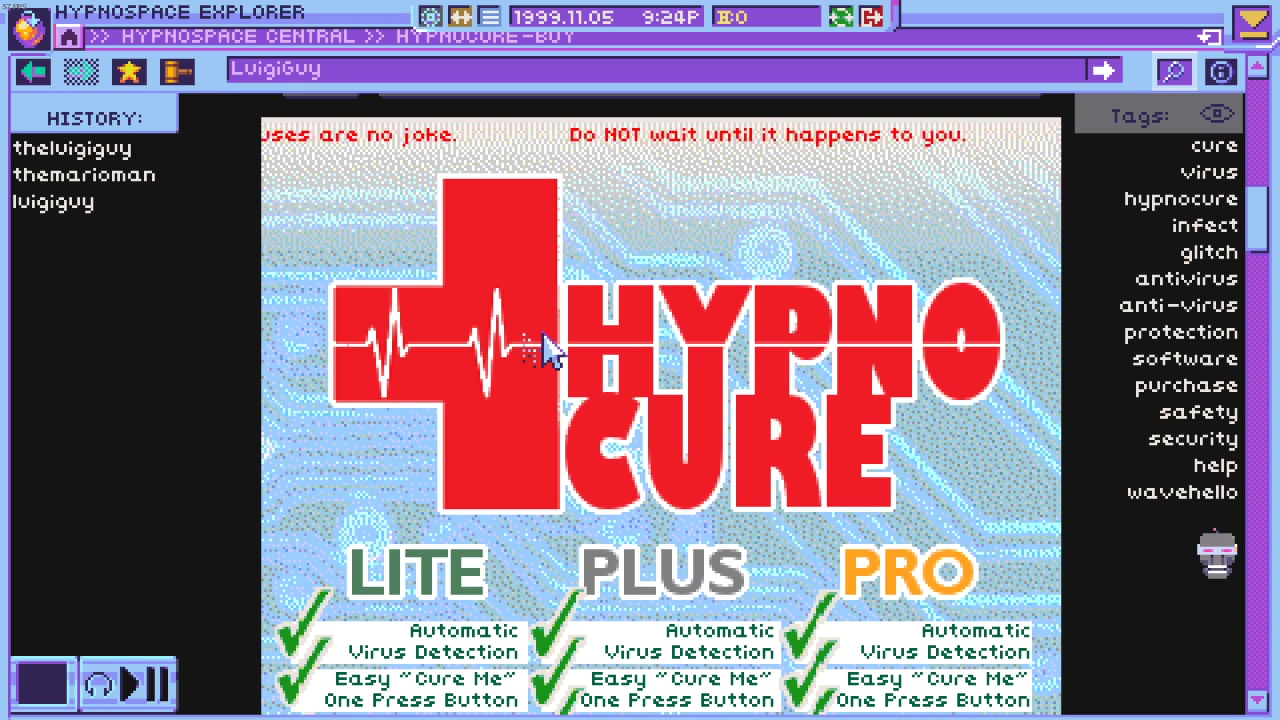 HYPNOSPACE EXPLORER
1999.11.05 9:24P
0
>> HYPNOSPACE CENTRAL >> HYPNOCURE-BUY
LuigiGuy
HISTORY:
theluigiguy
themarioman
luigiguy
uses are no joke. Do NOT wait until it happens to you.
HYPNO
CURE
LITE PLUS PRO
Automatic
Virus Detection
Easy ~Cure Me~
One Press Button
Automatic
Virus Detection
Easy ~Cure Me~
One Press Button
Automatic
Virus Detection
Easy ~Cure Me~
One Press Button
Tags:
cure
virus
hypnocure
infect
glitch
antivirus
anti-virus
protection
software
purchase
safety
security
help
wavehello